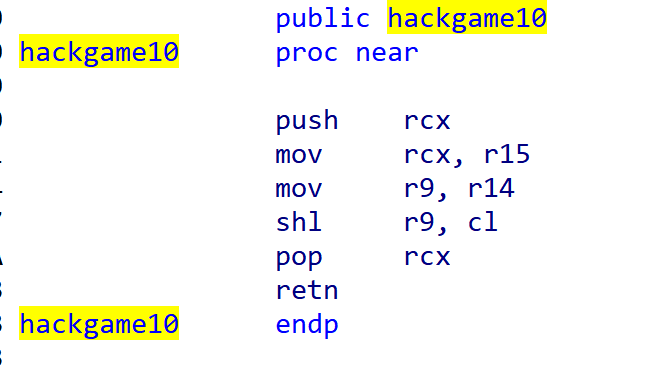 public hackgame10
hackgame10 proc near
push rcx
mov rcx, r15
mov r9, r14
shl r9, cl
pop rcx
retn
hackgame10 endp